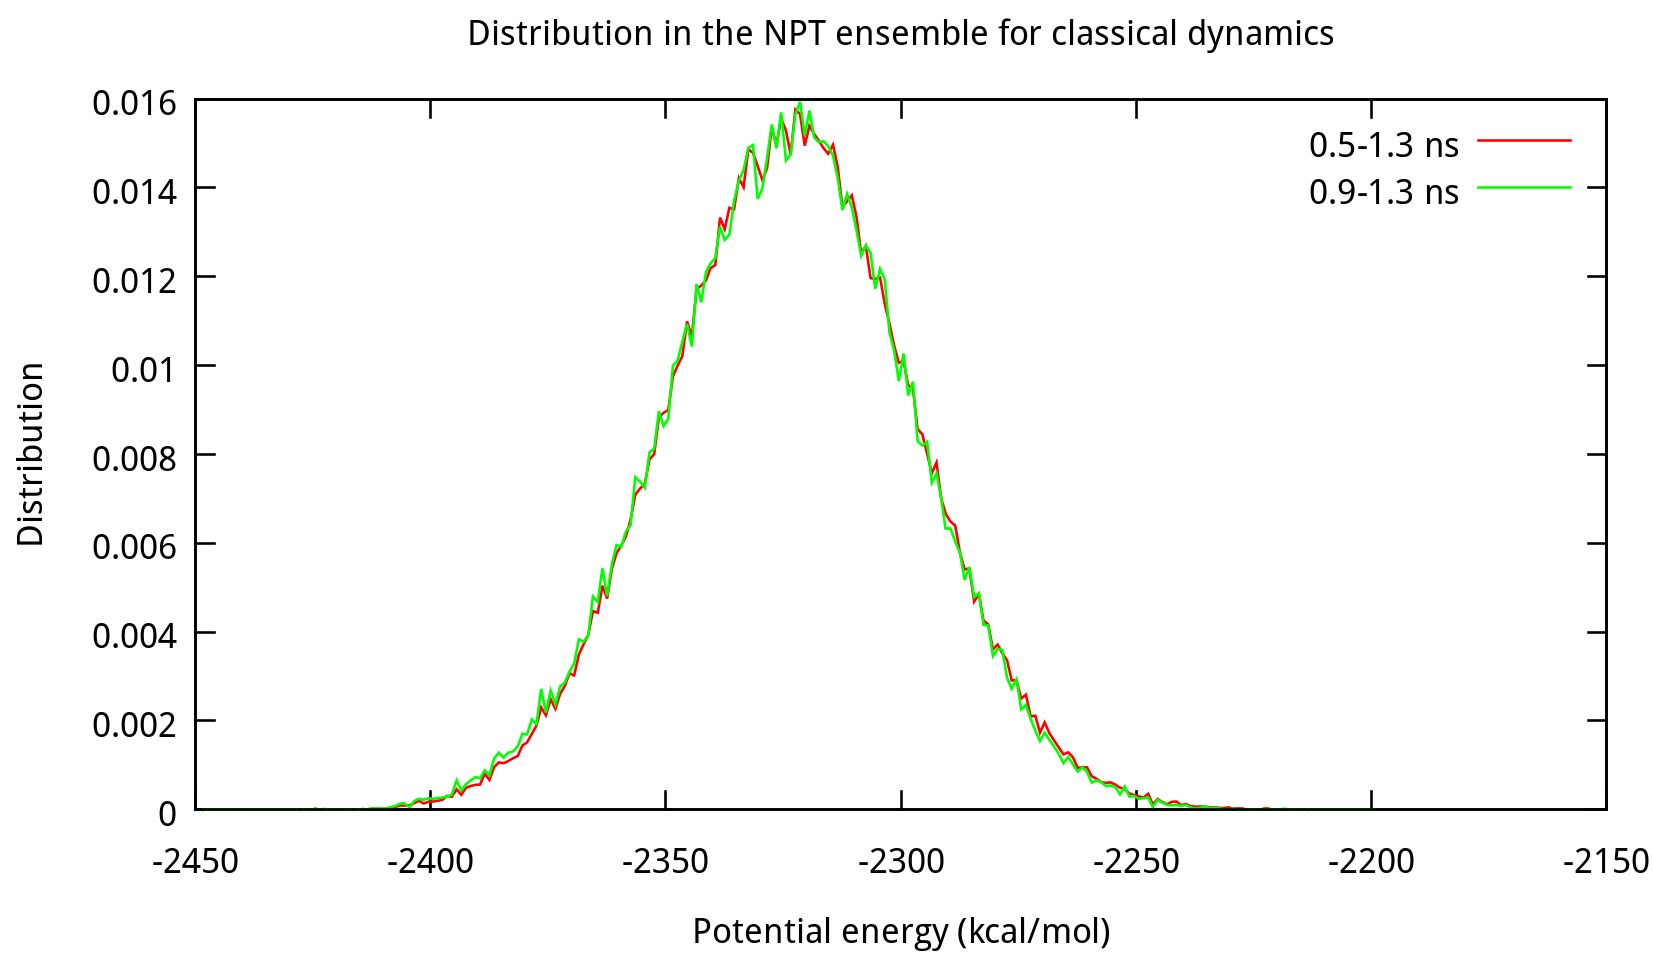 Distribution in the NPT ensemble for classical dynamics
0.016
0.014
0.012
0.01
0.008
0.006
0.004
0.002
0
Distribution
0.5-1.3 ns
0.9-1.3 ns
-2450 -2400 -2350 -2300 -2250 -2200 -2150
Potential energy (kcal/mol)